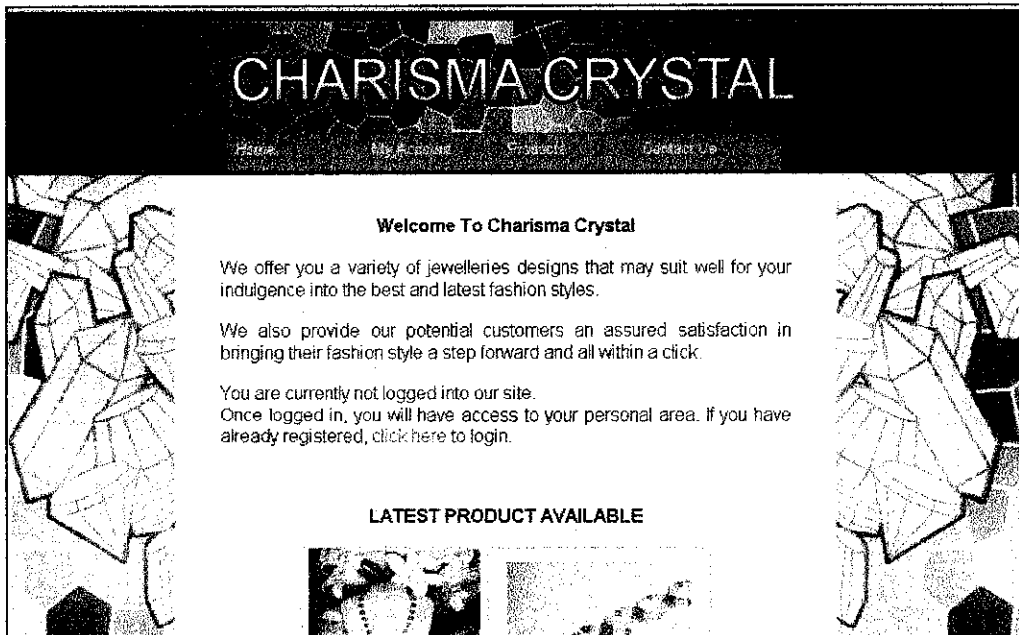 CHARISMA CRYSTAL
Home My Account Products Contact Us
Welcome To Charisma Crystal
We offer you a variety of jewelleries designs that may suit well for your
indulgence into the best and latest fashion styles.
We also provide our potential customers an assured satisfaction in
bringing their fashion style a step forward and all within a click.
You are currently not logged into our site.
Once logged in, you will have access to your personal area. If you have
already registered, click here to login.
LATEST PRODUCT AVAILABLE